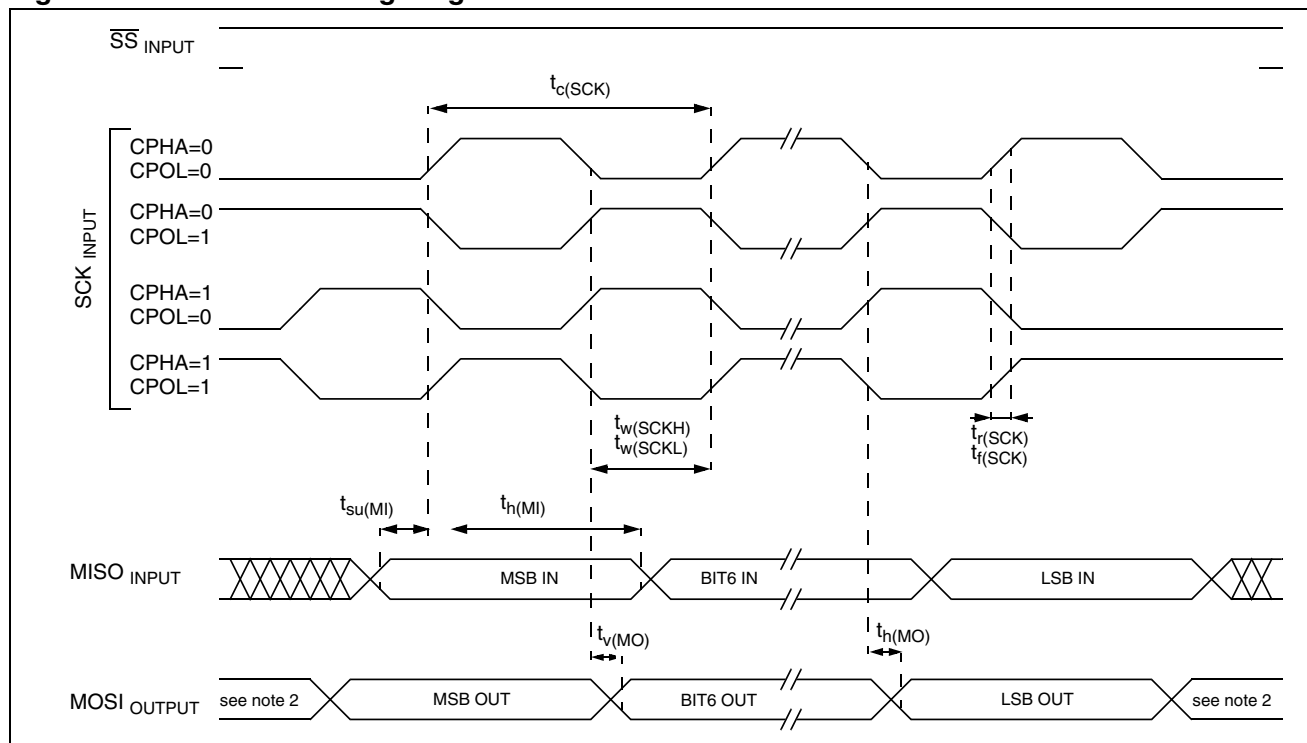 SS INPUT
tc(SCK)
SCK INPUT
CPHA=0
CPOL=0
CPHA=0
CPOL=1
CPHA=1
CPOL=0
CPHA=1
CPOL=1
tw(SCKH)
tw(SCKL)
tr(SCK)
tf(SCK)
tsu(MI)
th(MI)
MISO INPUT
MSB IN
BIT6 IN
LSB IN
tv(MO)
th(MO)
MOSI OUTPUT
see note 2
MSB OUT
BIT6 OUT
LSB OUT
see note 2